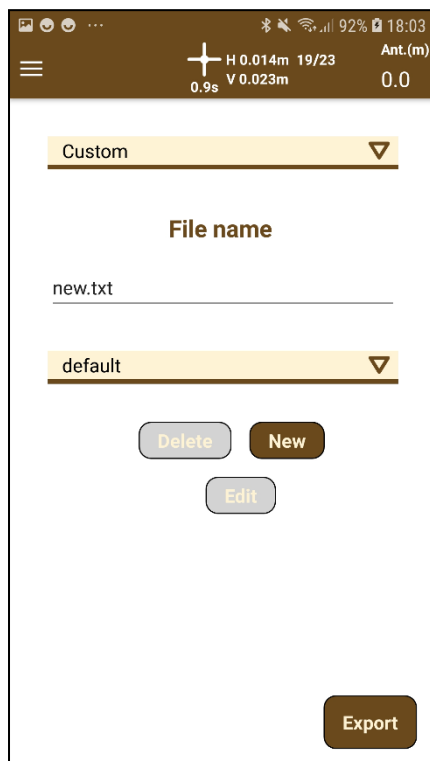 92% 18:03
H 0.014m 19/23 Ant.(m)
0.9s V 0.023m 0.0
Custom
File name
new.txt
default
Delete New
Edit
Export